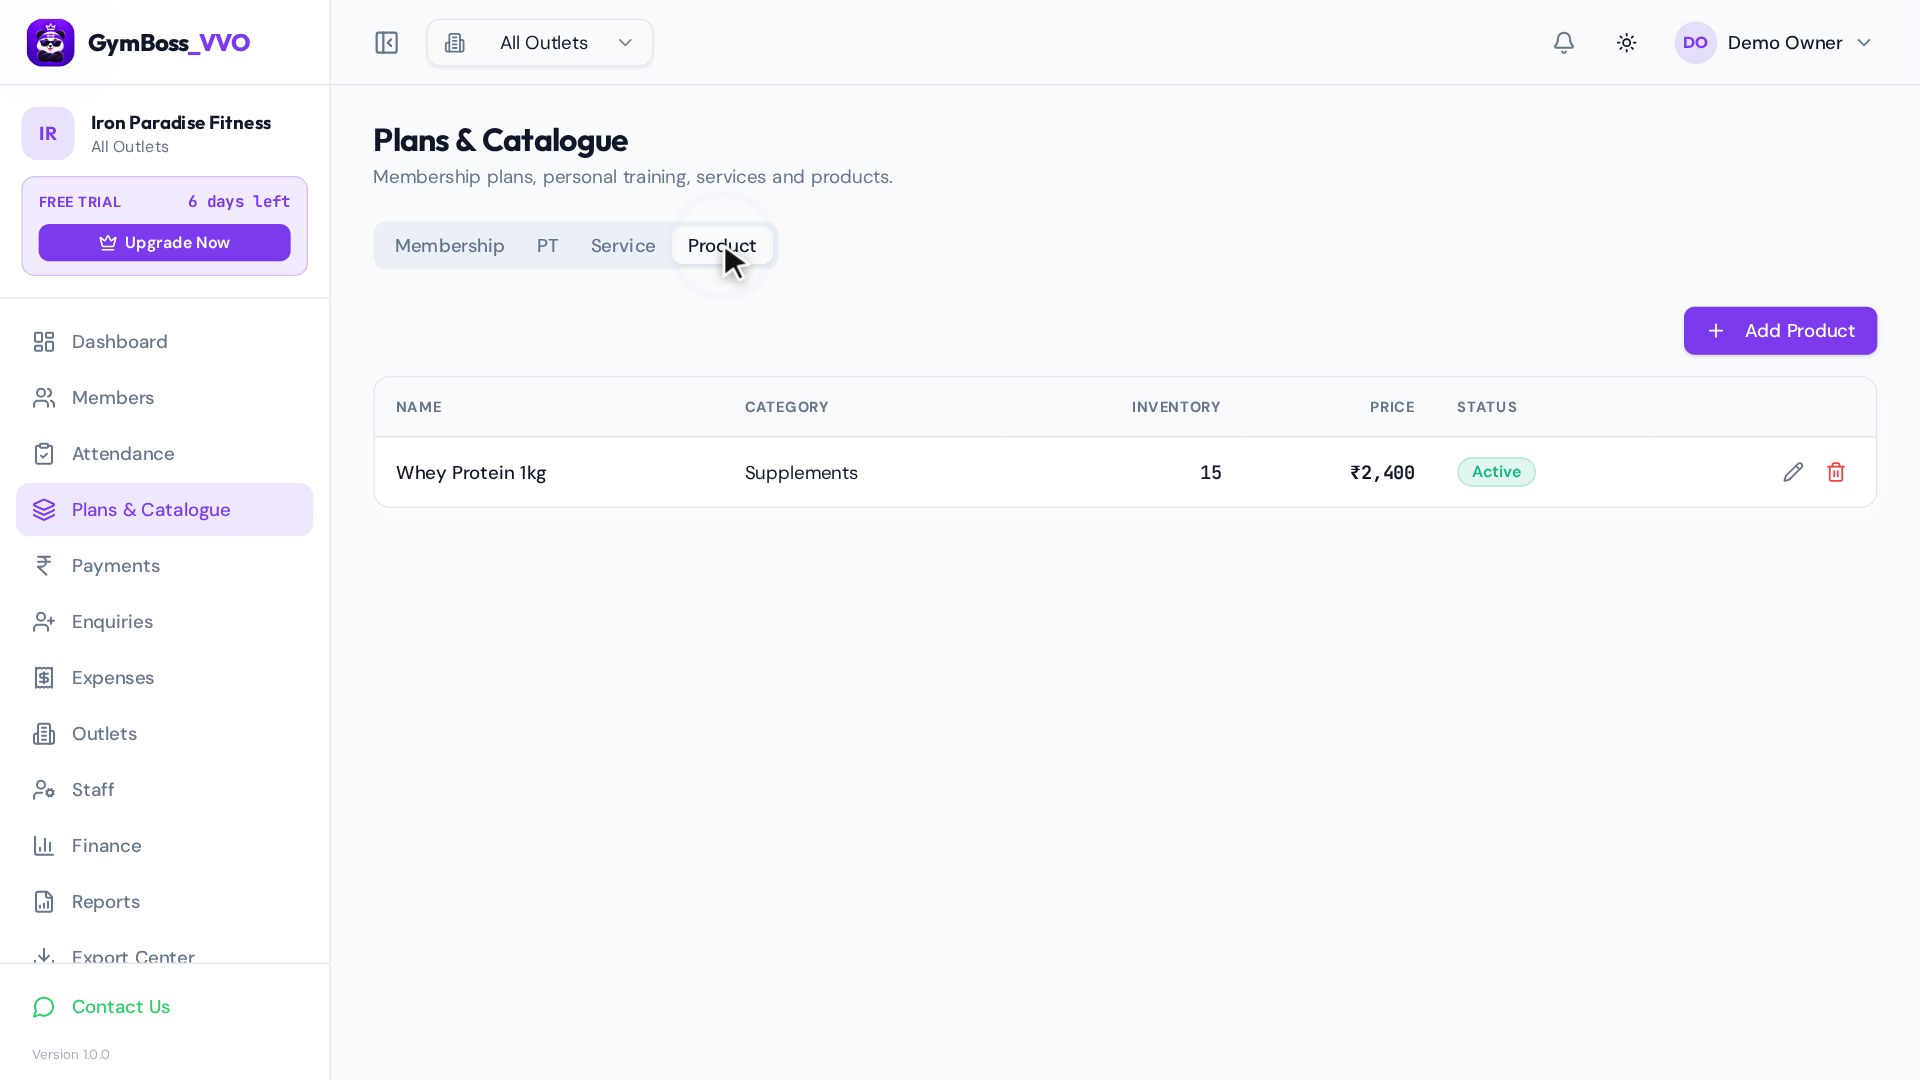 GymBoss_VVO
All Outlets
DO
Demo Owner
IR
Iron Paradise Fitness
All Outlets
FREE TRIAL
6 days left
Upgrade Now
Dashboard
Members
Attendance
Plans & Catalogue
Payments
Enquiries
Expenses
Outlets
Staff
Finance
Reports
Export Center
Contact Us
Version 1.0.0
Plans & Catalogue
Membership plans, personal training, services and products.
Membership PT Service Product
Add Product
NAME CATEGORY INVENTORY PRICE STATUS
Whey Protein 1kg Supplements 15 ₹2,400 Active